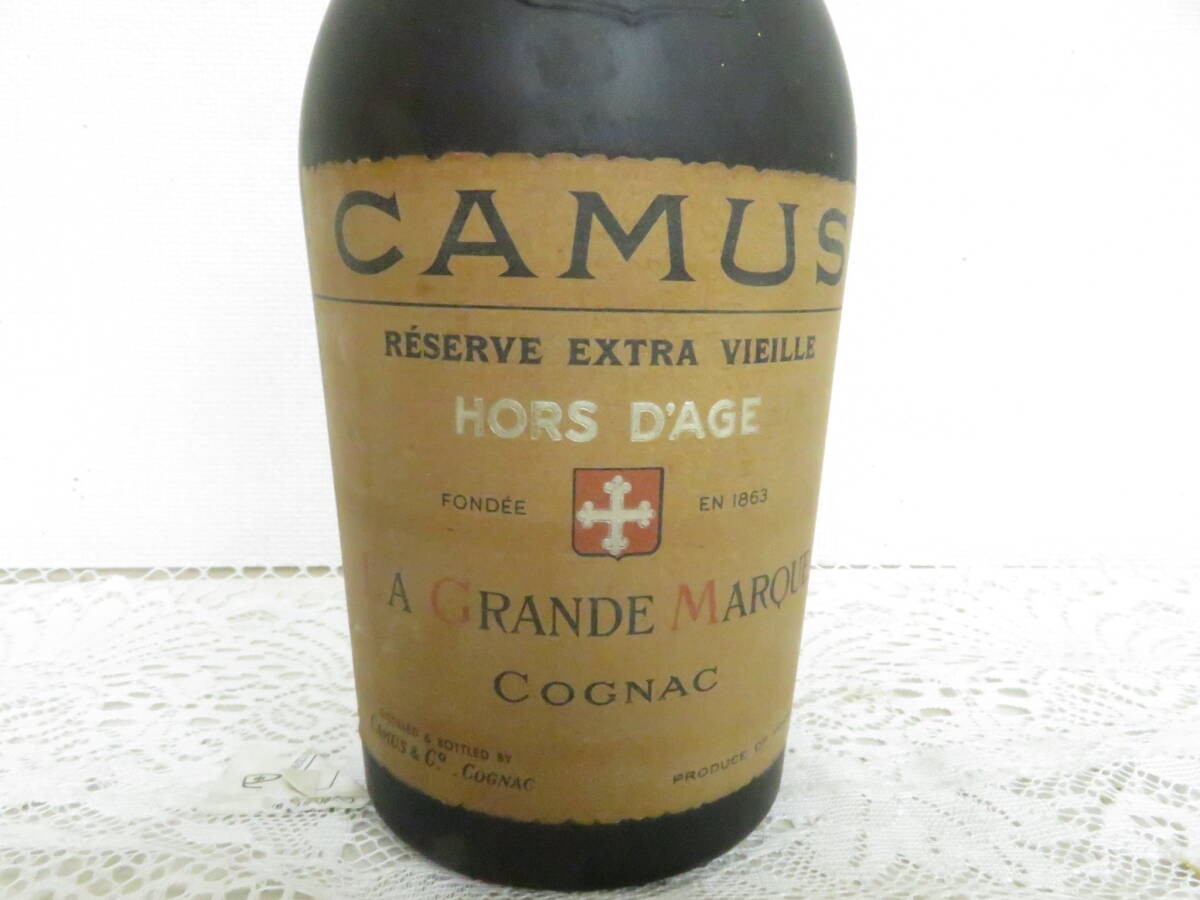 CAMUS
RÉSERVE EXTRA VIEILLE
HORS D'AGE
FONDÉE EN 1863
LA GRANDE MARQUE
COGNAC
DISTILLED & BOTTLED BY
CAMUS & Cº. COGNAC
PRODUCE OF